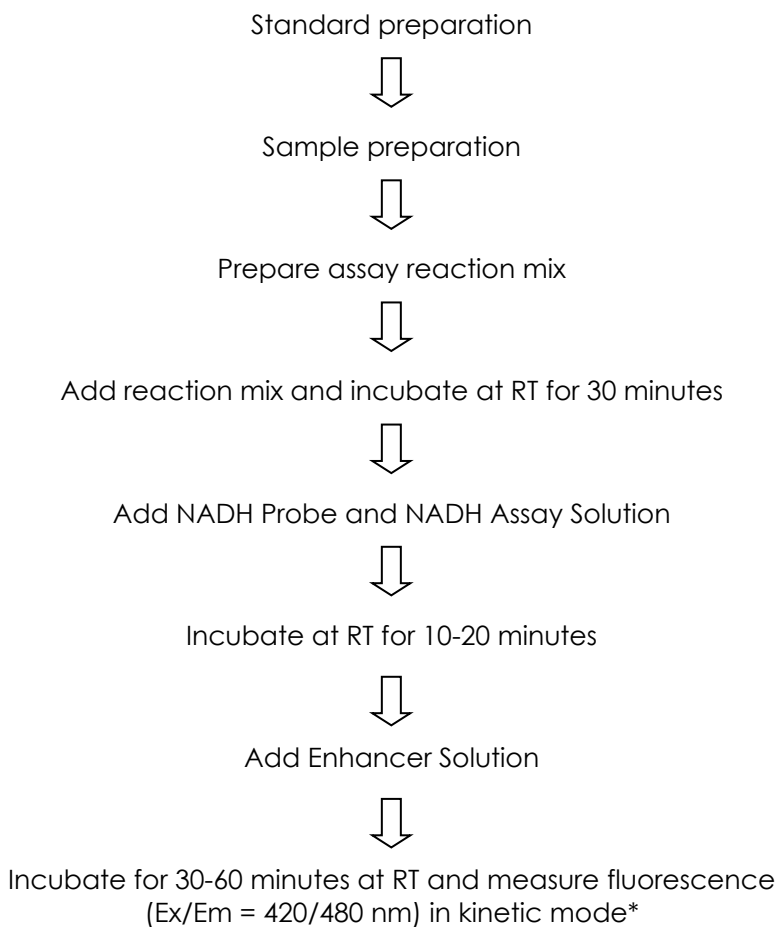 Standard preparation
Sample preparation
Prepare assay reaction mix
Add reaction mix and incubate at RT for 30 minutes
Add NADH Probe and NADH Assay Solution
Incubate at RT for 10-20 minutes
Add Enhancer Solution
Incubate for 30-60 minutes at RT and measure fluorescence
(Ex/Em = 420/480 nm) in kinetic mode*